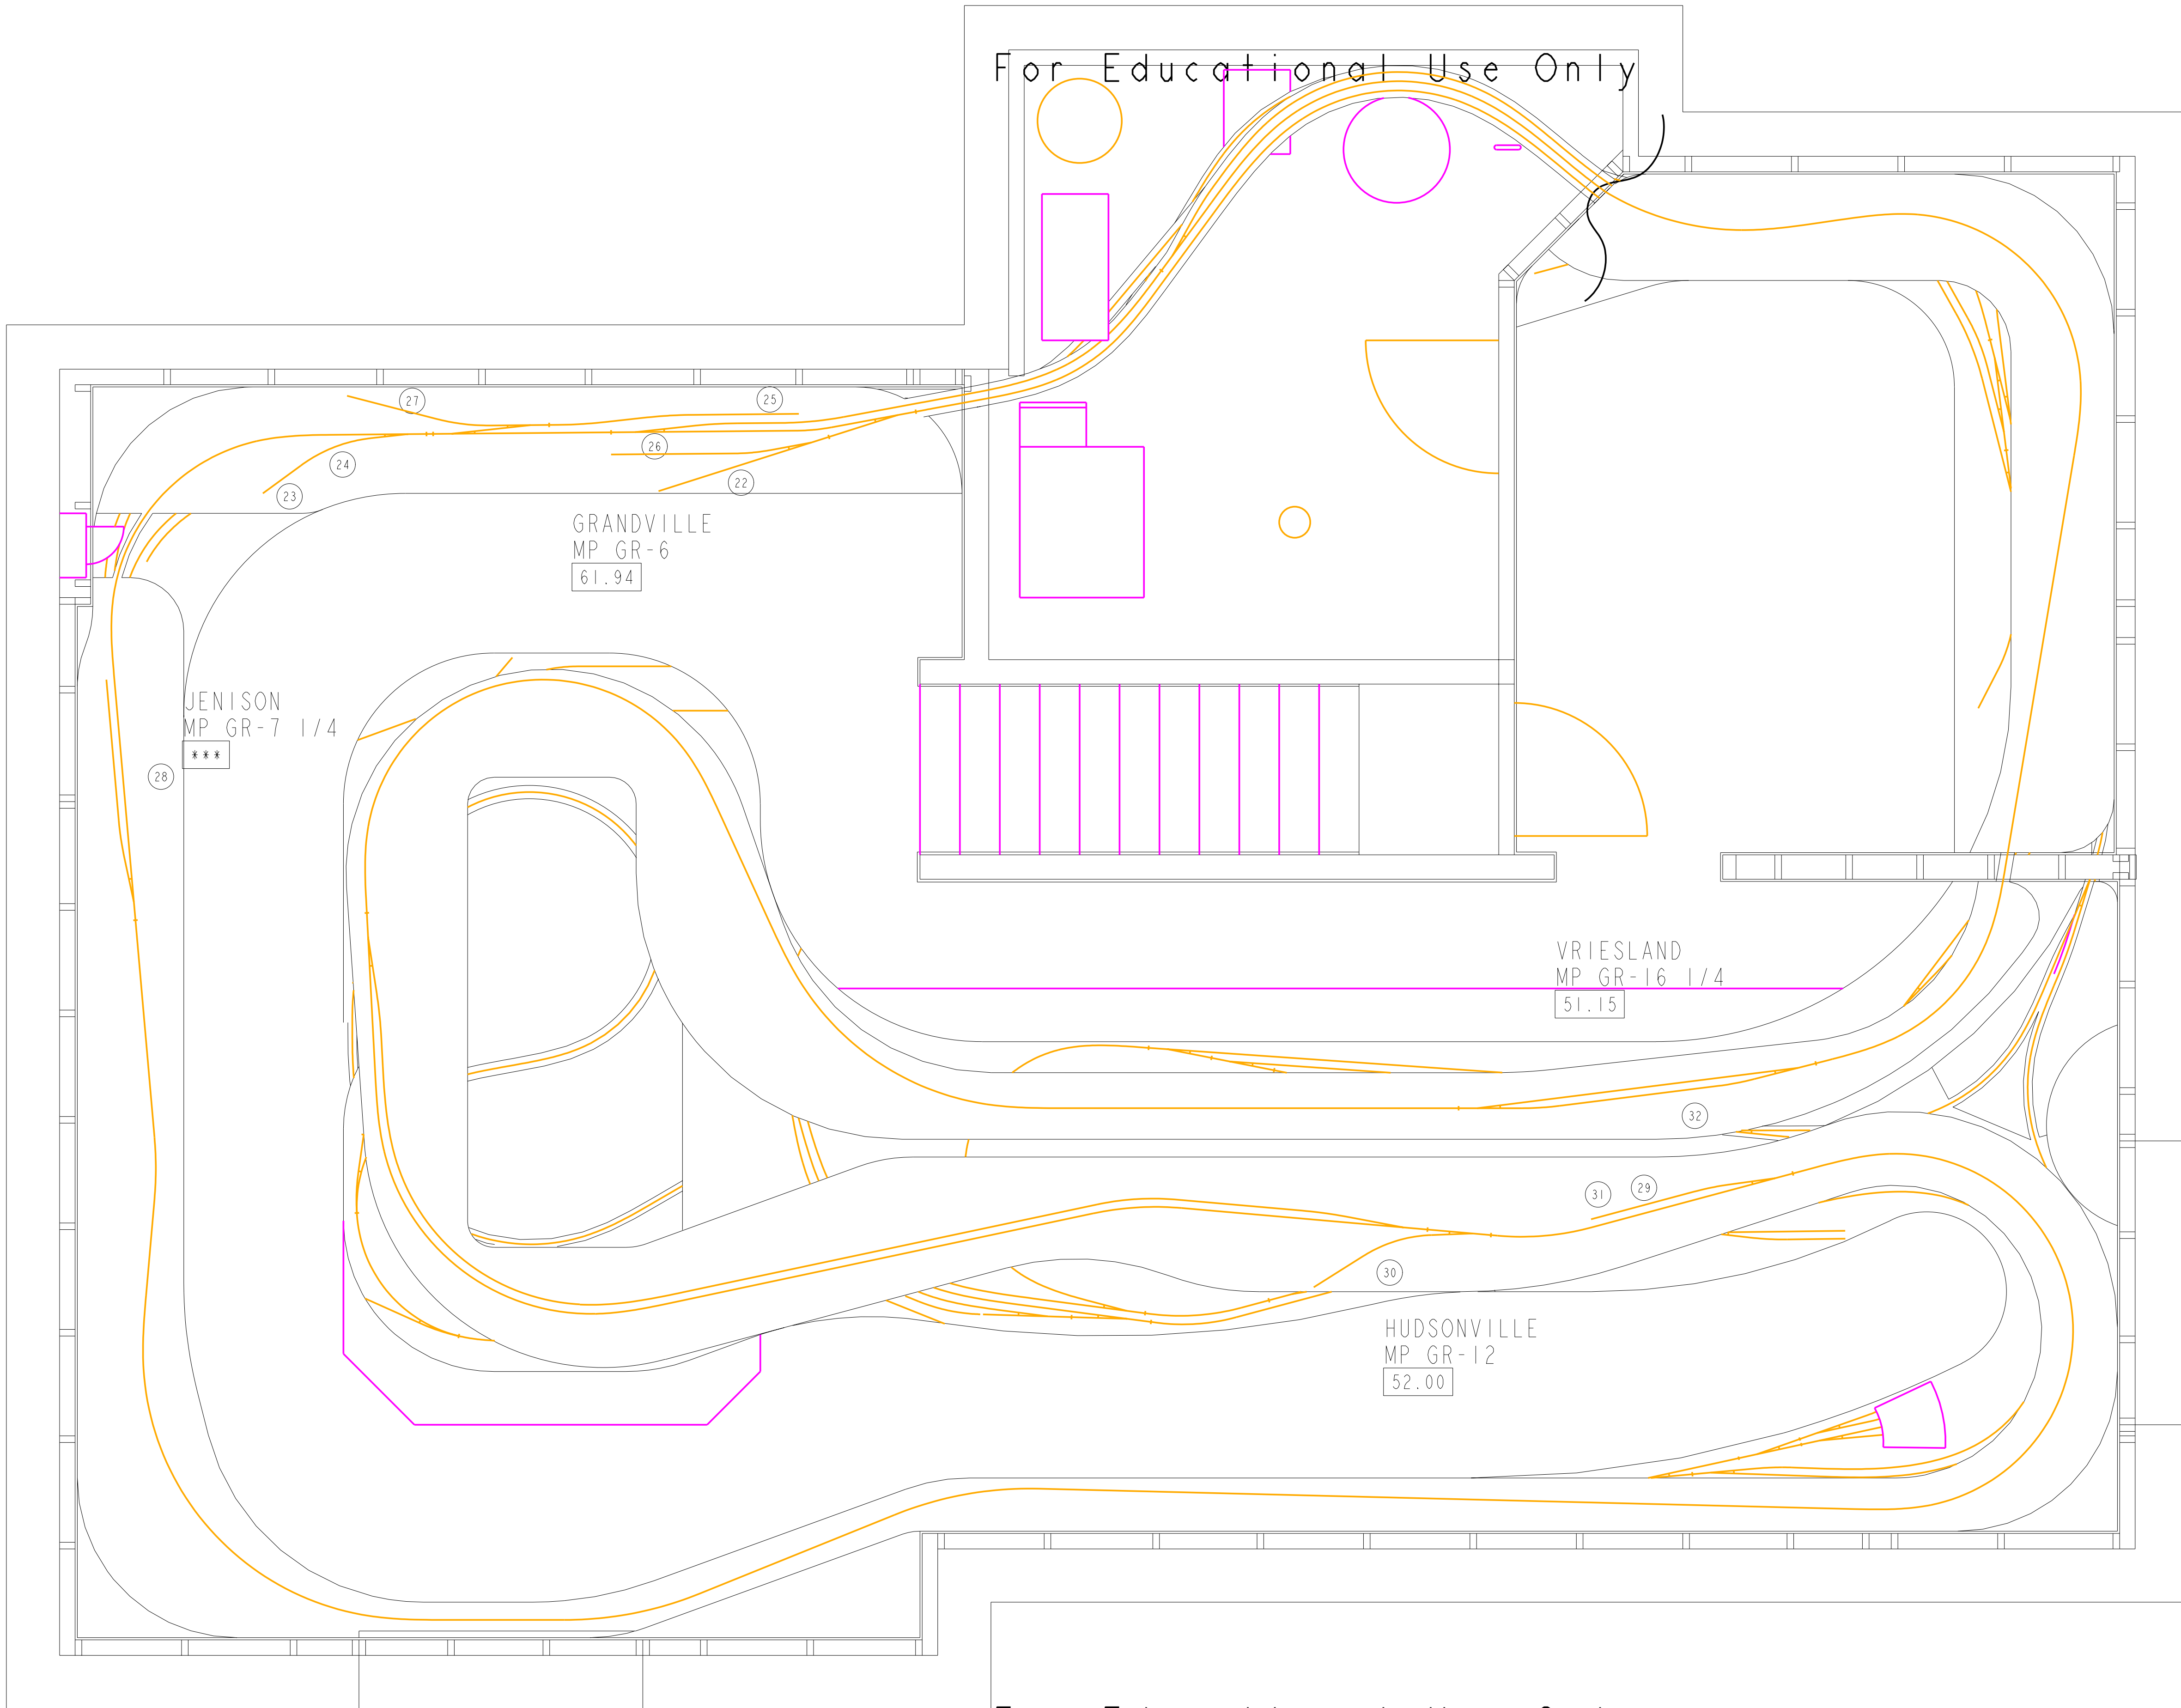 For Educational Use Only
27
25
26
24
22
23
GRANDVILLE
MP GR-6
61.94
JENISON
MP GR-7 1/4
***
28
VRIESLAND
MP GR-16 1/4
51.15
32
31
29
30
HUDSONVILLE
MP GR-12
52.00